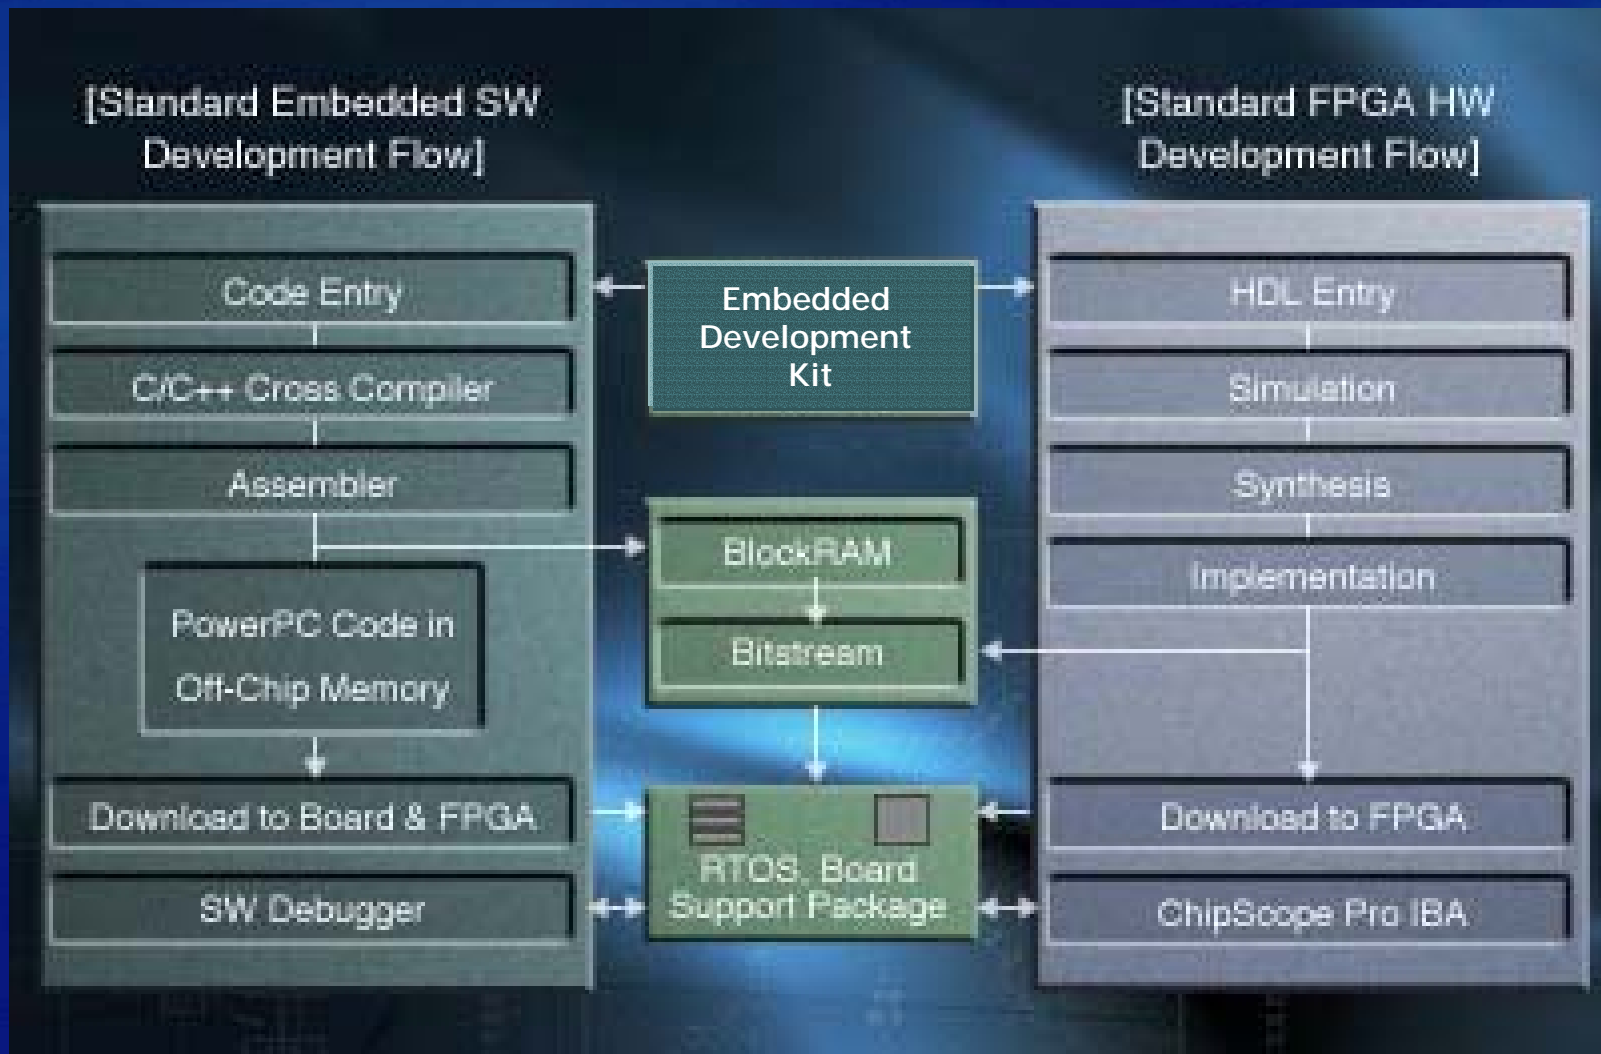 [Standard Embedded SW
Development Flow]
Code Entry
C/C++ Cross Compiler
Assembler
PowerPC Code in
Off-Chip Memory
Download to Board & FPGA
SW Debugger
Embedded
Development
Kit
BlockRAM
Bitstream
RTOS, Board
Support Package
[Standard FPGA HW
Development Flow]
HDL Entry
Simulation
Synthesis
Implementation
Download to FPGA
ChipScope Pro IBA